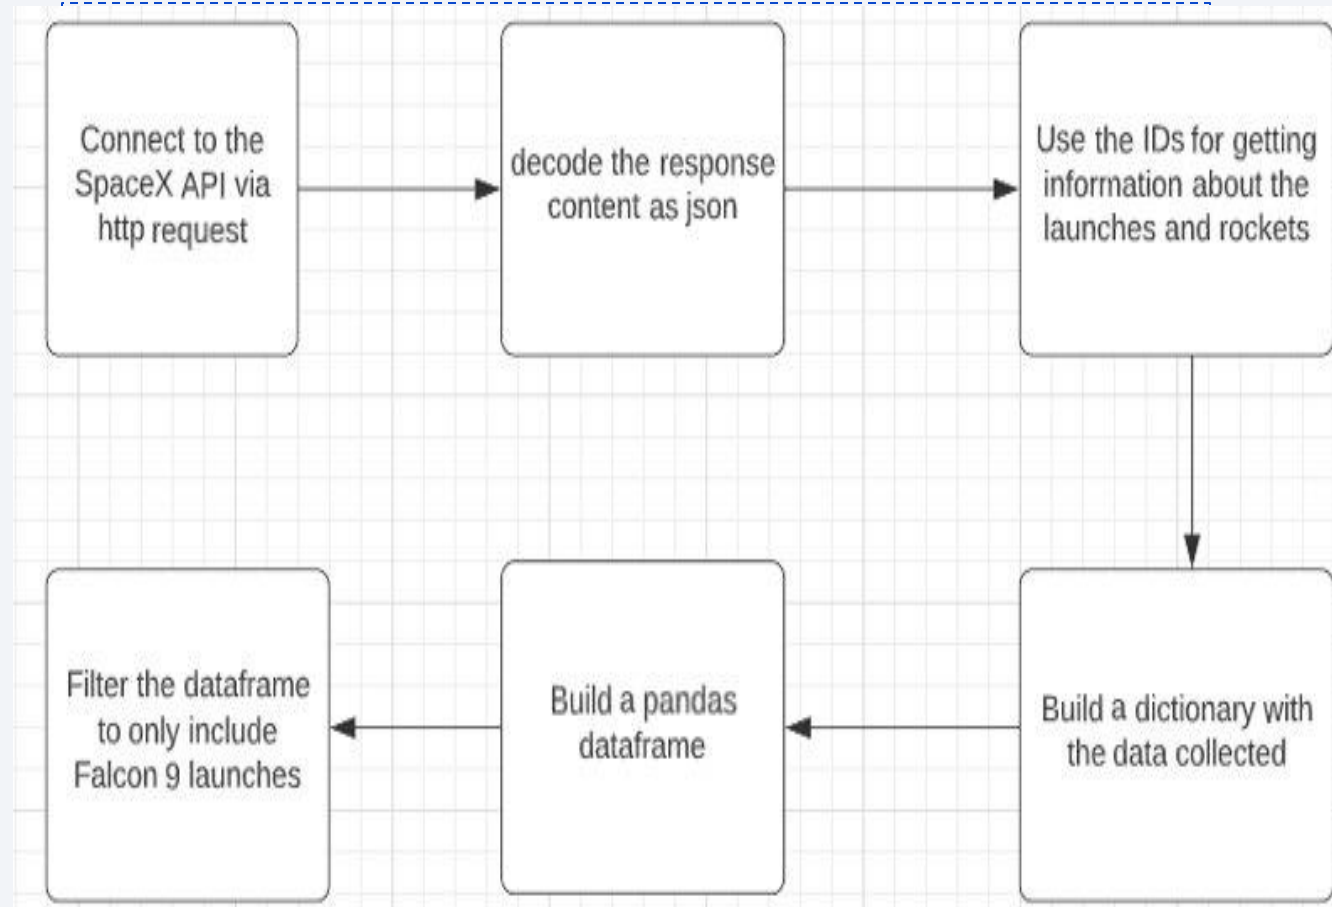 Connect to the
SpaceX API via
http request
decode the response
content as json
Use the IDs for getting
information about the
launches and rockets
Filter the dataframe
to only include
Falcon 9 launches
Build a pandas
dataframe
Build a dictionary with
the data collected